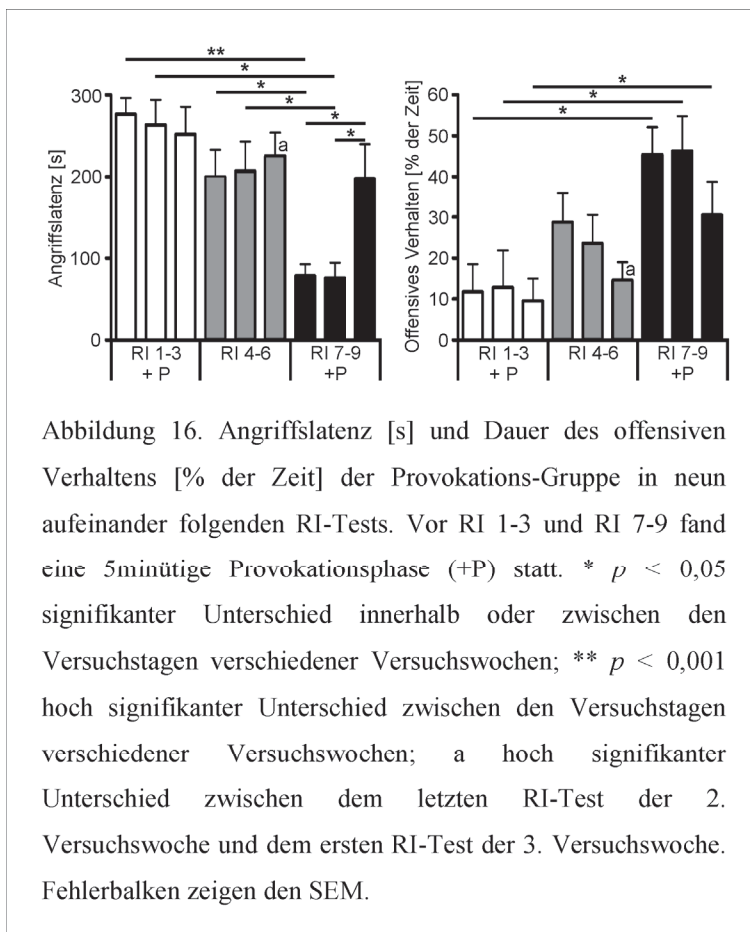 **
*
*
*
*
*
Angriffslatenz [s]
300
200
100
0
a
RI 1-3
+ P
RI 4-6
RI 7-9
+P
*
*
*
Offensives Verhalten [% der Zeit]
60
50
40
30
20
10
0
a
RI 1-3
+ P
RI 4-6
RI 7-9
+P
Abbildung 16. Angriffslatenz [s] und Dauer des offensiven
Verhaltens [% der Zeit] der Provokations-Gruppe in neun
aufeinander folgenden RI-Tests. Vor RI 1-3 und RI 7-9 fand
eine 5minütige Provokationsphase (+P) statt. * p < 0,05
signifikanter Unterschied innerhalb oder zwischen den
Versuchstagen verschiedener Versuchswochen; ** p < 0,001
hoch signifikanter Unterschied zwischen den Versuchstagen
verschiedener Versuchswochen; a hoch signifikanter
Unterschied zwischen dem letzten RI-Test der 2.
Versuchswoche und dem ersten RI-Test der 3. Versuchswoche.
Fehlerbalken zeigen den SEM.